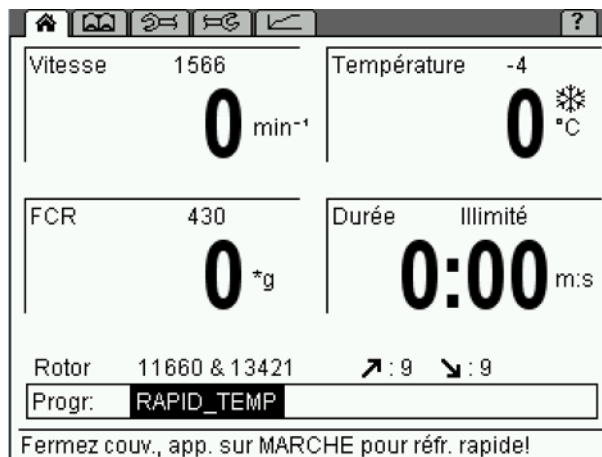 ?
Vitesse 1566
0 min⁻¹
Température -4
0 °C
FCR 430
0 *g
Durée Illimité
0:00 m:s
Rotor 11660 & 13421 : 9 : 9
Progr: RAPID_TEMP
Fermez couv., app. sur MARCHE pour réfr. rapide!